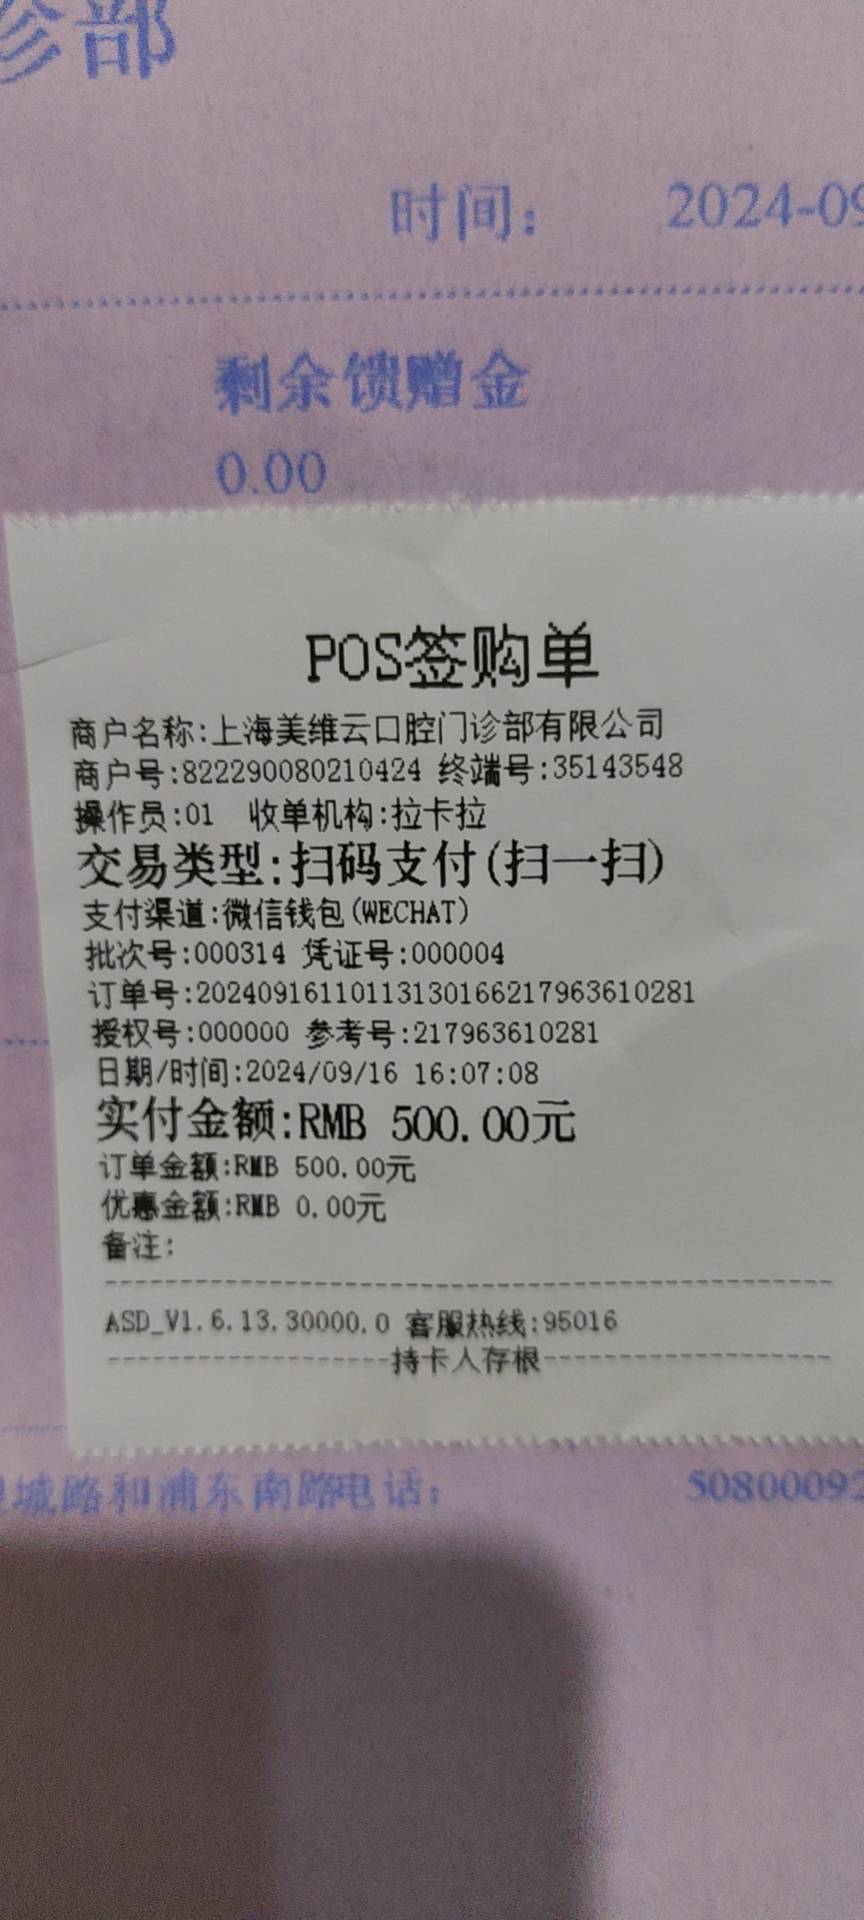 诊部
时间： 2024-09
剩余馈赠金
0.00
POS签购单
商户名称:上海美维云口腔门诊部有限公司
商户号:822290080210424 终端号:35143548
操作员:01 收单机构:拉卡拉
交易类型:扫码支付(扫一扫)
支付渠道:微信钱包(WECHAT)
批次号:000314 凭证号:000004
订单号:20240916110113130166217963610281
授权号:000000 参考号:217963610281
日期/时间:2024/09/16 16:07:08
实付金额:RMB 500.00元
订单金额:RMB 500.00元
优惠金额:RMB 0.00元
备注:
ASD_V1.6.13.30000.0 客服热线:95016
持卡人存根
城路和浦东南路电话： 5080009